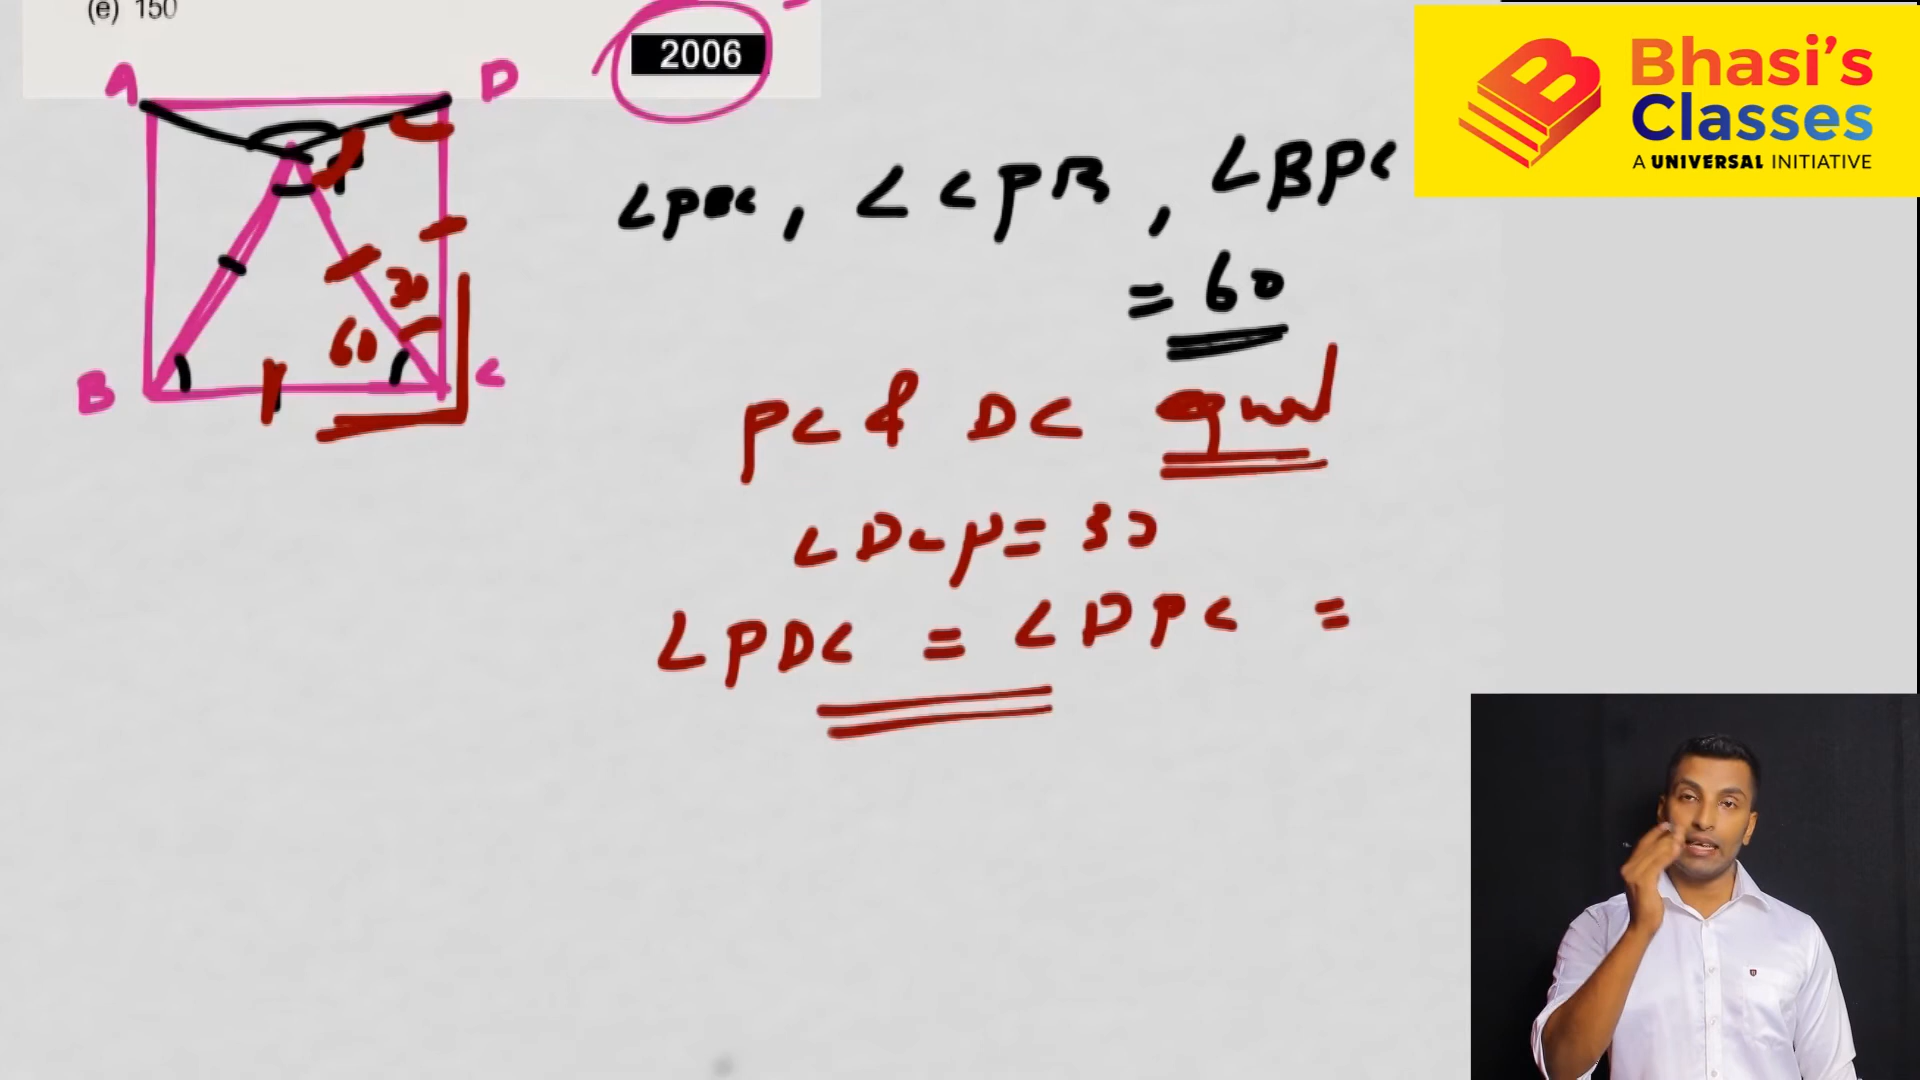 (e) 150
2006
A
D
P
30
60
B
C
∠PBC, ∠CPB, ∠BPC
= 60
PC & DC equal
∠DCP = 30
∠PDC = ∠DPC =
Bhasi's
Classes
A UNIVERSAL INITIATIVE